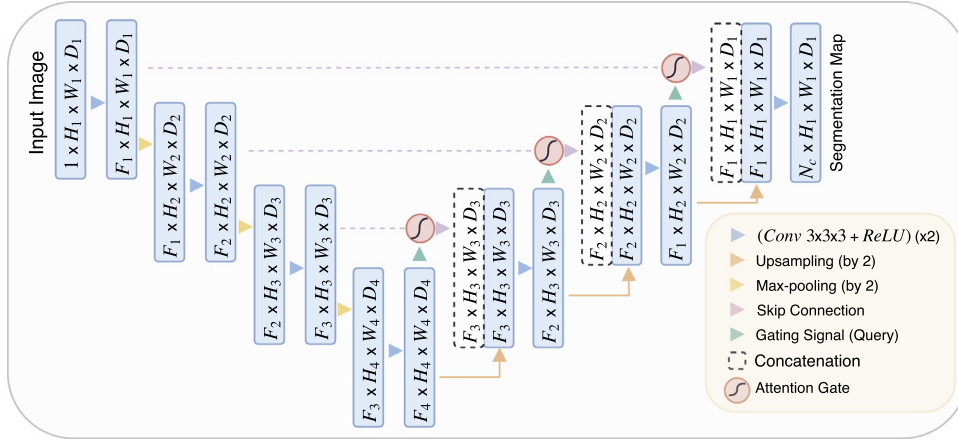 Input Image
1 x H₁ x W₁ x D₁
F₁ x H₁ x W₁ x D₁
F₁ x H₂ x W₂ x D₂
F₂ x H₂ x W₂ x D₂
F₂ x H₃ x W₃ x D₃
F₃ x H₃ x W₃ x D₃
F₃ x H₄ x W₄ x D₄
F₄ x H₄ x W₄ x D₄
F₃ x H₃ x W₃ x D₃
F₃ x H₃ x W₃ x D₃
F₂ x H₃ x W₃ x D₃
F₂ x H₂ x W₂ x D₂
F₂ x H₂ x W₂ x D₂
F₁ x H₂ x W₂ x D₂
F₁ x H₁ x W₁ x D₁
F₁ x H₁ x W₁ x D₁
N_c x H₁ x W₁ x D₁
Segmentation Map
(Conv 3x3x3 + ReLU) (x2)
Upsampling (by 2)
Max-pooling (by 2)
Skip Connection
Gating Signal (Query)
Concatenation
Attention Gate